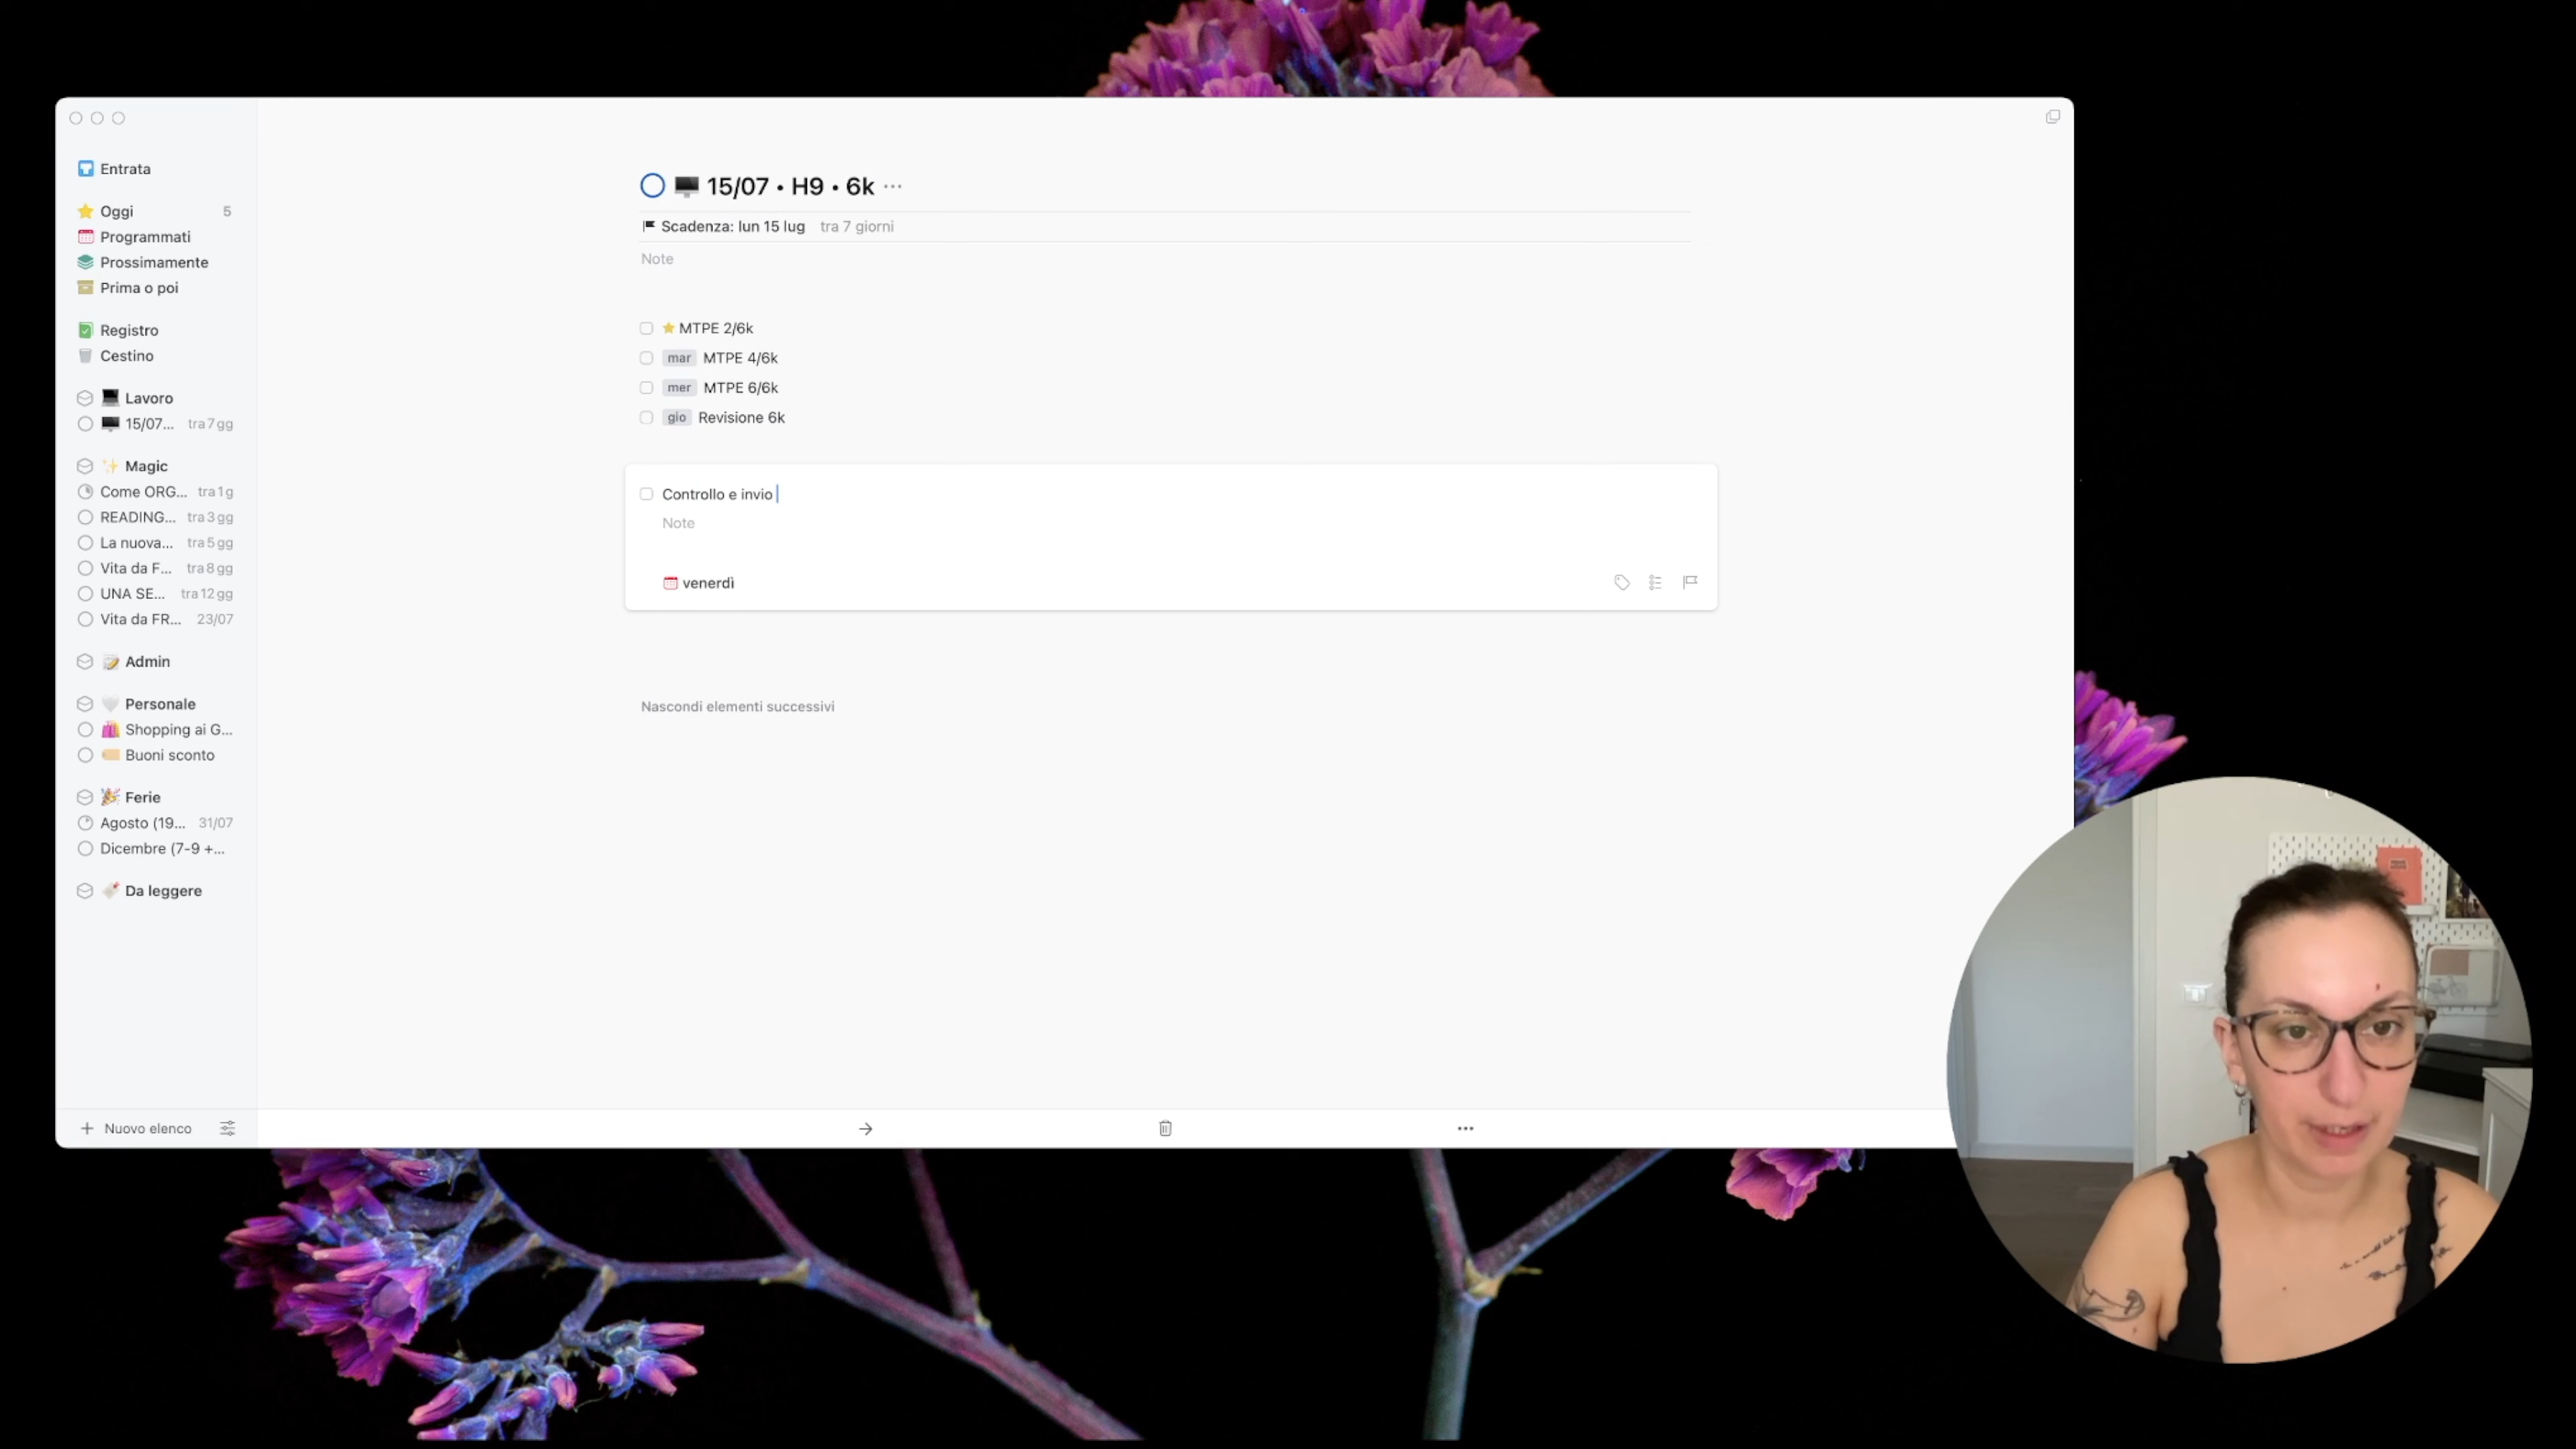 Entrata
Oggi 5
Programmati
Prossimamente
Prima o poi
Registro
Cestino
Lavoro
15/07... tra 7 gg
Magic
Come ORG... tra 1 g
READING... tra 3 gg
La nuova... tra 5 gg
Vita da F... tra 8 gg
UNA SE... tra 12 gg
Vita da FR... 23/07
Admin
Personale
Shopping ai G...
Buoni sconto
Ferie
Agosto (19... 31/07
Dicembre (7-9 +...
Da leggere
+ Nuovo elenco
15/07 • H9 • 6k ...
Scadenza: lun 15 lug tra 7 giorni
Note
MTPE 2/6k
mar MTPE 4/6k
mer MTPE 6/6k
gio Revisione 6k
Controllo e invio
Note
venerdì
Nascondi elementi successivi